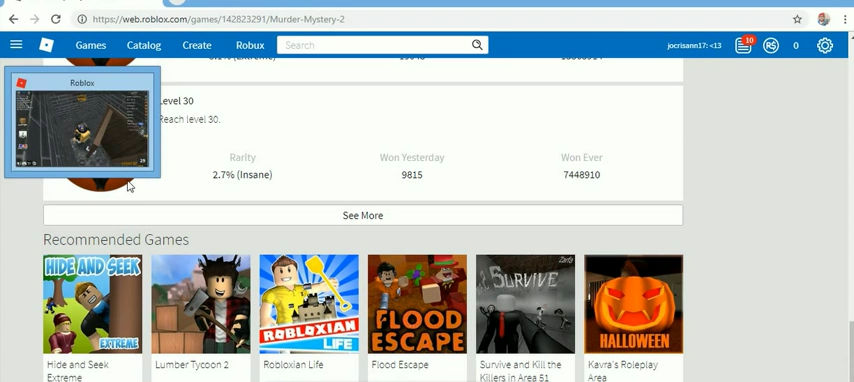 https://web.roblox.com/games/142823291/Murder-Mystery-2
Games
Catalog
Create
Robux
Search
jocrisann17: <13
10
R$
0
Roblox
Level 30
Reach level 30.
Rarity
Won Yesterday
Won Ever
2.7% (Insane)
9815
7448910
See More
Recommended Games
HIDE AND SEEK
EXTREME
ROBLOXIAN
LIFE
FLOOD
ESCAPE
SURVIVE
HALLOWEEN
Hide and Seek
Extreme
Lumber Tycoon 2
Robloxian Life
Flood Escape
Survive and Kill the
Killers in Area 51
Kavra's Roleplay
Area